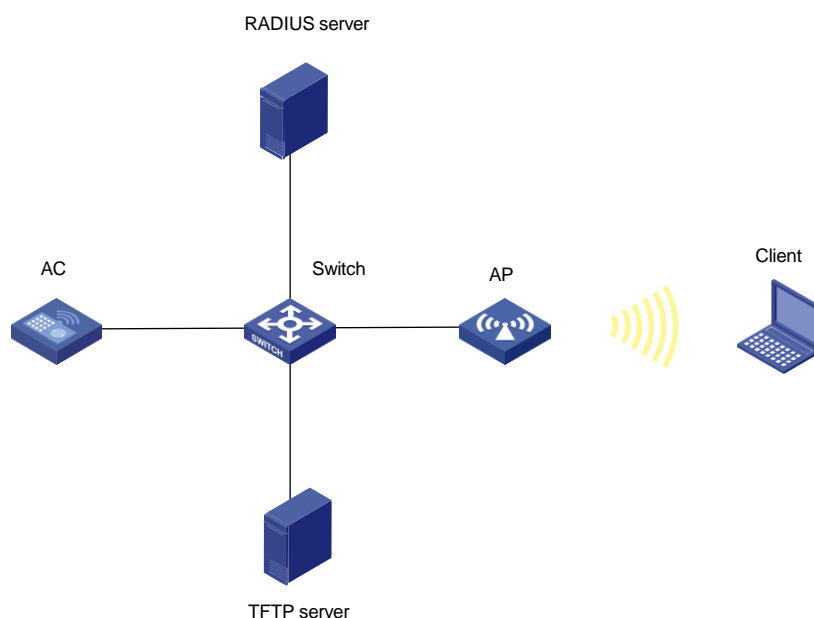 RADIUS server
AC
Switch
AP
Client
SWITCH
TFTP server